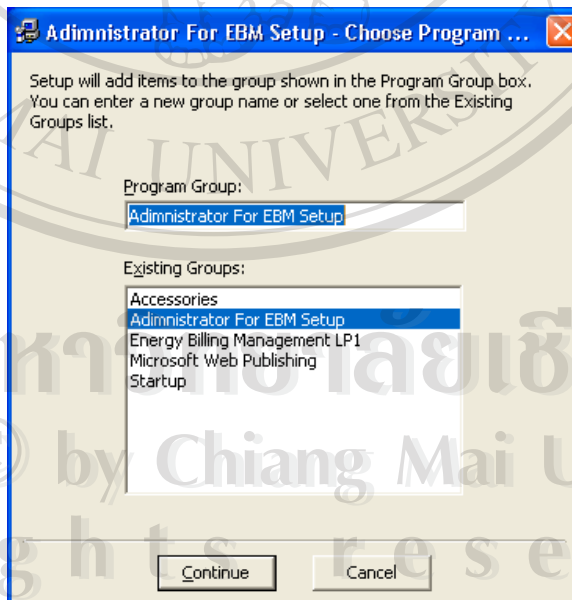 Adimnistrator For EBM Setup - Choose Program ...
Setup will add items to the group shown in the Program Group box.
You can enter a new group name or select one from the Existing
Groups list.
MAI UNIVERSIT
Program Group:
Adimnistrator For EBM Setup
Existing Groups:
Accessories
Adimnistrator For EBM Setup
Energy Billing Management LP1
Microsoft Web Publishing
Startup
by Chiang Mai U
ghts rese
Continue
Cancel